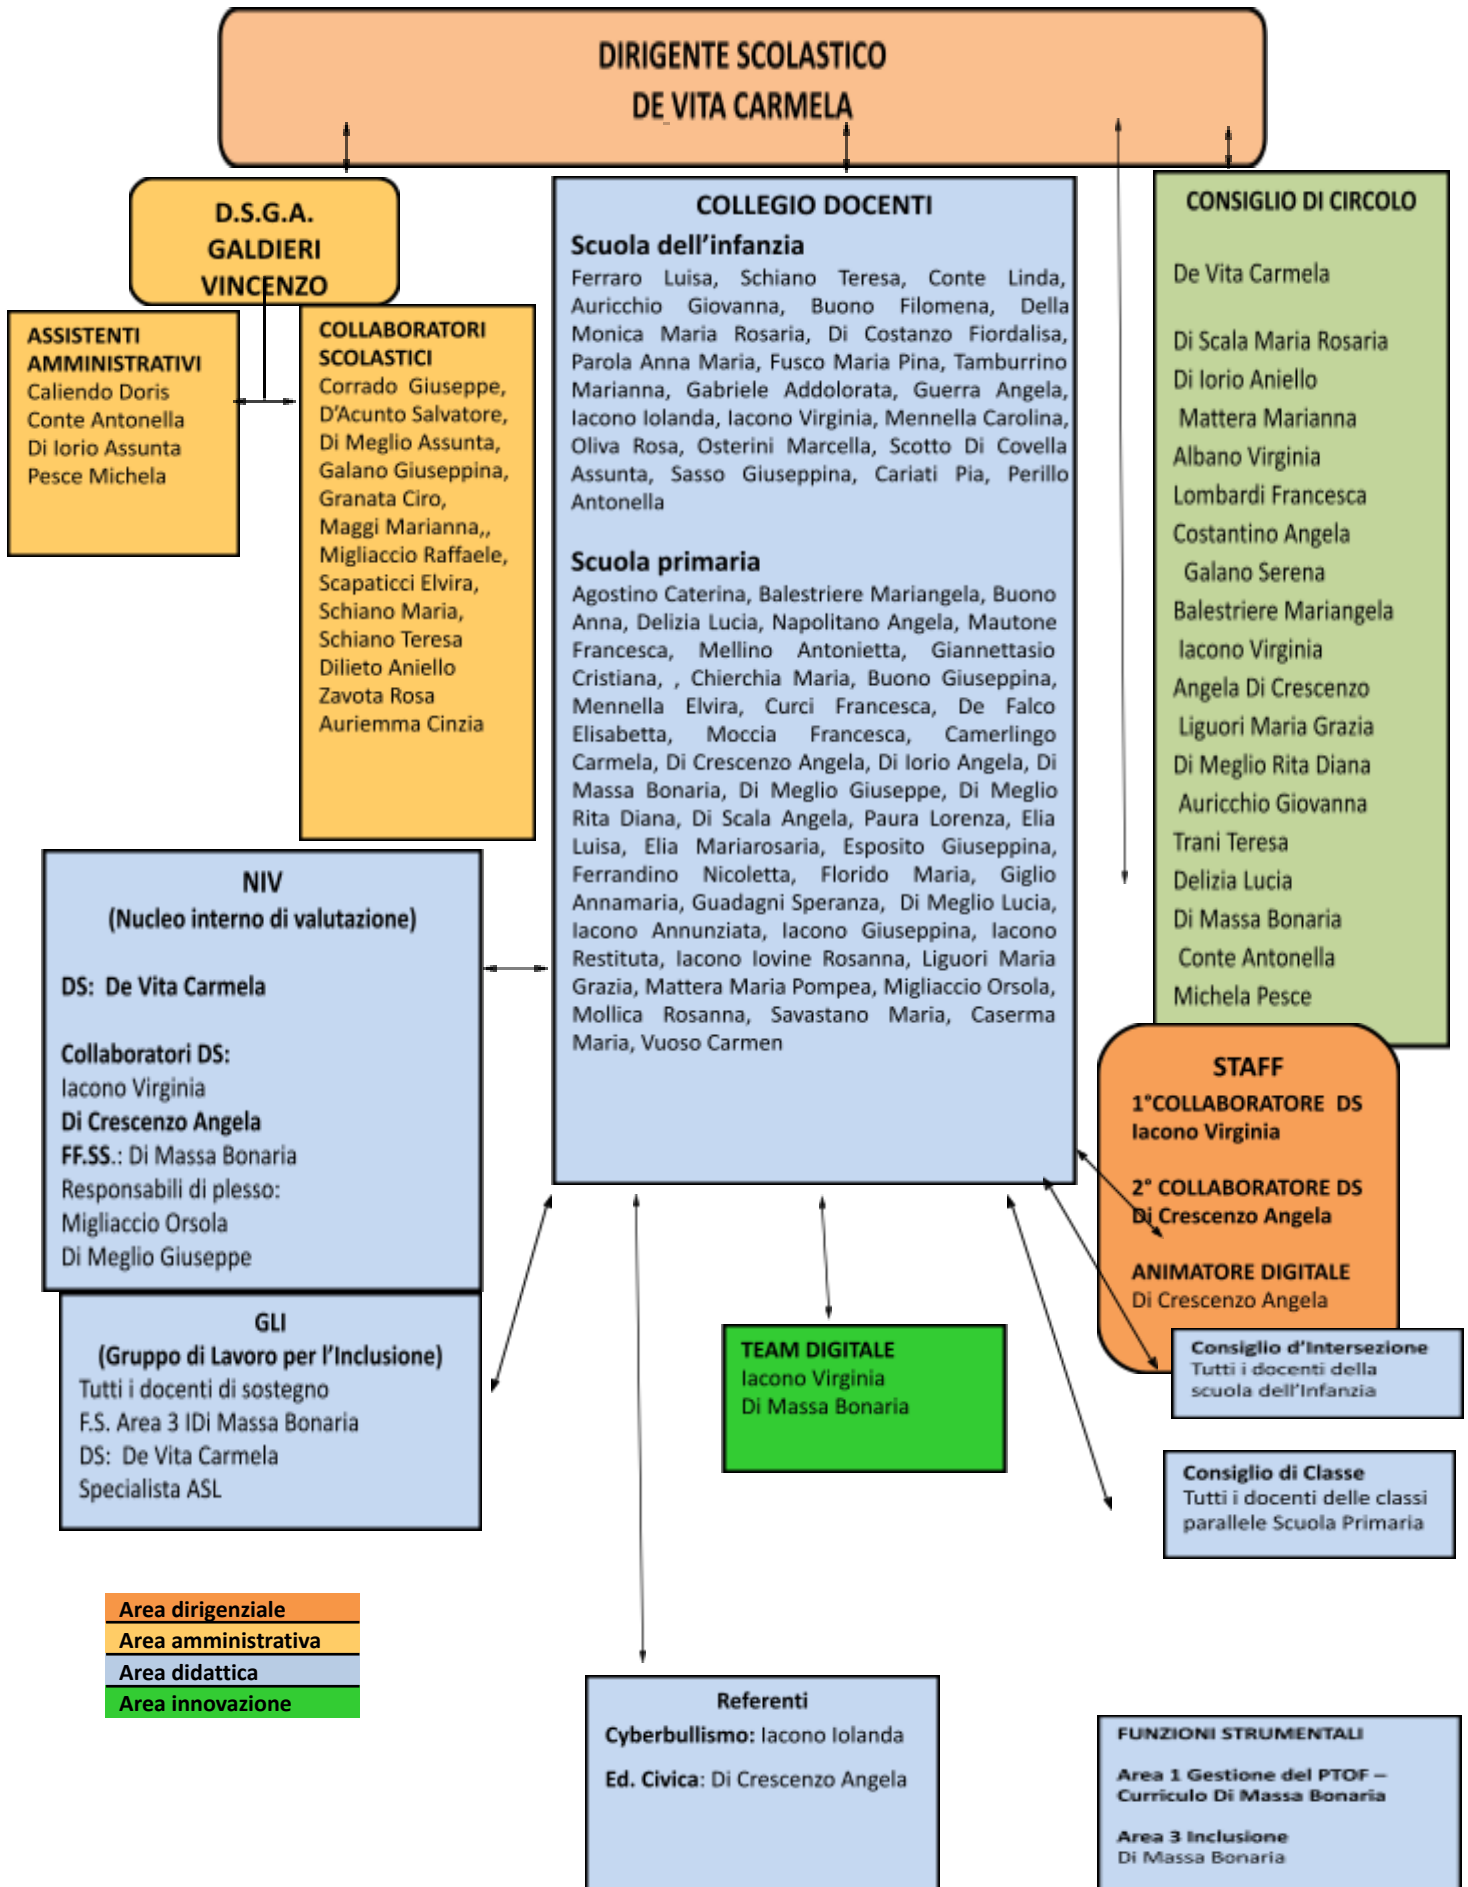 DIRIGENTE SCOLASTICO
DE VITA CARMELA
D.S.G.A.
GALDIERI
VINCENZO
ASSISTENTI
AMMINISTRATIVI
Caliendo Doris
Conte Antonella
Di Iorio Assunta
Pesce Michela
COLLABORATORI
SCOLASTICI
Corrado Giuseppe,
D'Acunto Salvatore,
Di Meglio Assunta,
Galano Giuseppina,
Granata Ciro,
Maggi Marianna,,
Migliaccio Raffaele,
Scapaticci Elvira,
Schiano Maria,
Schiano Teresa
Dilieto Aniello
Zavota Rosa
Auriemma Cinzia
COLLEGIO DOCENTI
Scuola dell'infanzia
Ferraro Luisa, Schiano Teresa, Conte Linda,
Auricchio Giovanna, Buono Filomena, Della
Monica Maria Rosaria, Di Costanzo Fiordalisa,
Parola Anna Maria, Fusco Maria Pina, Tamburrino
Marianna, Gabriele Addolorata, Guerra Angela,
Iacono Iolanda, Iacono Virginia, Mennella Carolina,
Oliva Rosa, Osterini Marcella, Scotto Di Covella
Assunta, Sasso Giuseppina, Cariati Pia, Perillo
Antonella
Scuola primaria
Agostino Caterina, Balestriere Mariangela, Buono
Anna, Delizia Lucia, Napolitano Angela, Mautone
Francesca, Mellino Antonietta, Giannettasio
Cristiana, , Chierchia Maria, Buono Giuseppina,
Mennella Elvira, Curci Francesca, De Falco
Elisabetta, Moccia Francesca, Camerlingo
Carmela, Di Crescenzo Angela, Di Iorio Angela, Di
Massa Bonaria, Di Meglio Giuseppe, Di Meglio
Rita Diana, Di Scala Angela, Paura Lorenza, Elia
Luisa, Elia Mariarosaria, Esposito Giuseppina,
Ferrandino Nicoletta, Florido Maria, Giglio
Annamaria, Guadagni Speranza, Di Meglio Lucia,
Iacono Annunziata, Iacono Giuseppina, Iacono
Restituta, Iacono Iovine Rosanna, Liguori Maria
Grazia, Mattera Maria Pompea, Migliaccio Orsola,
Mollica Rosanna, Savastano Maria, Caserma
Maria, Vuoso Carmen
CONSIGLIO DI CIRCOLO
De Vita Carmela
Di Scala Maria Rosaria
Di Iorio Aniello
Mattera Marianna
Albano Virginia
Lombardi Francesca
Costantino Angela
Galano Serena
Balestriere Mariangela
Iacono Virginia
Angela Di Crescenzo
Liguori Maria Grazia
Di Meglio Rita Diana
Auricchio Giovanna
Trani Teresa
Delizia Lucia
Di Massa Bonaria
Conte Antonella
Michela Pesce
NIV
(Nucleo interno di valutazione)
DS: De Vita Carmela
Collaboratori DS:
Iacono Virginia
Di Crescenzo Angela
FF.SS.: Di Massa Bonaria
Responsabili di plesso:
Migliaccio Orsola
Di Meglio Giuseppe
STAFF
1°COLLABORATORE DS
Iacono Virginia
2° COLLABORATORE DS
Di Crescenzo Angela
ANIMATORE DIGITALE
Di Crescenzo Angela
GLI
(Gruppo di Lavoro per l'Inclusione)
Tutti i docenti di sostegno
F.S. Area 3 IDi Massa Bonaria
DS: De Vita Carmela
Specialista ASL
TEAM DIGITALE
Iacono Virginia
Di Massa Bonaria
Consiglio d'Intersezione
Tutti i docenti della
scuola dell'Infanzia
Consiglio di Classe
Tutti i docenti delle classi
parallele Scuola Primaria
Area dirigenziale
Area amministrativa
Area didattica
Area innovazione
Referenti
Cyberbullismo: Iacono Iolanda
Ed. Civica: Di Crescenzo Angela
FUNZIONI STRUMENTALI
Area 1 Gestione del PTOF –
Curriculo Di Massa Bonaria
Area 3 Inclusione
Di Massa Bonaria